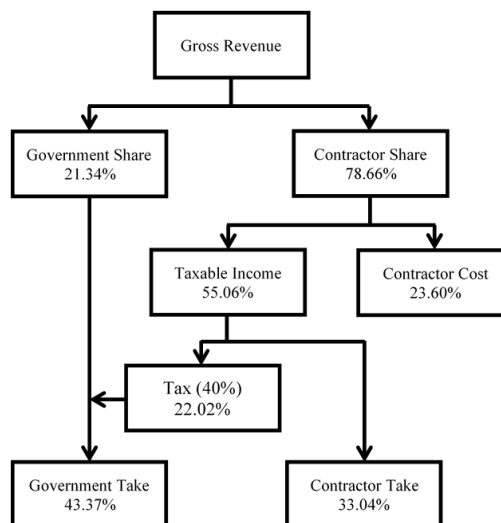 Gross Revenue
Government Share
21.34%
Contractor Share
78.66%
Taxable Income
55.06%
Contractor Cost
23.60%
Tax (40%)
22.02%
Government Take
43.37%
Contractor Take
33.04%